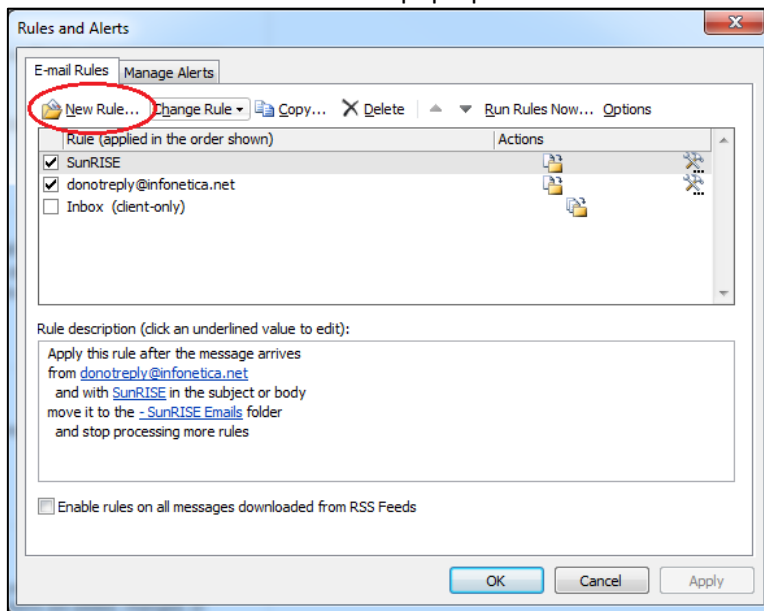 Rules and Alerts
E-mail Rules Manage Alerts
New Rule... Change Rule Copy... Delete Run Rules Now... Options
Rule (applied in the order shown) Actions
SunRISE
donotreply@infonetica.net
Inbox (client-only)
Rule description (click an underlined value to edit):
Apply this rule after the message arrives
from donotreply@infonetica.net
and with SunRISE in the subject or body
move it to the - SunRISE Emails folder
and stop processing more rules
Enable rules on all messages downloaded from RSS Feeds
OK Cancel Apply